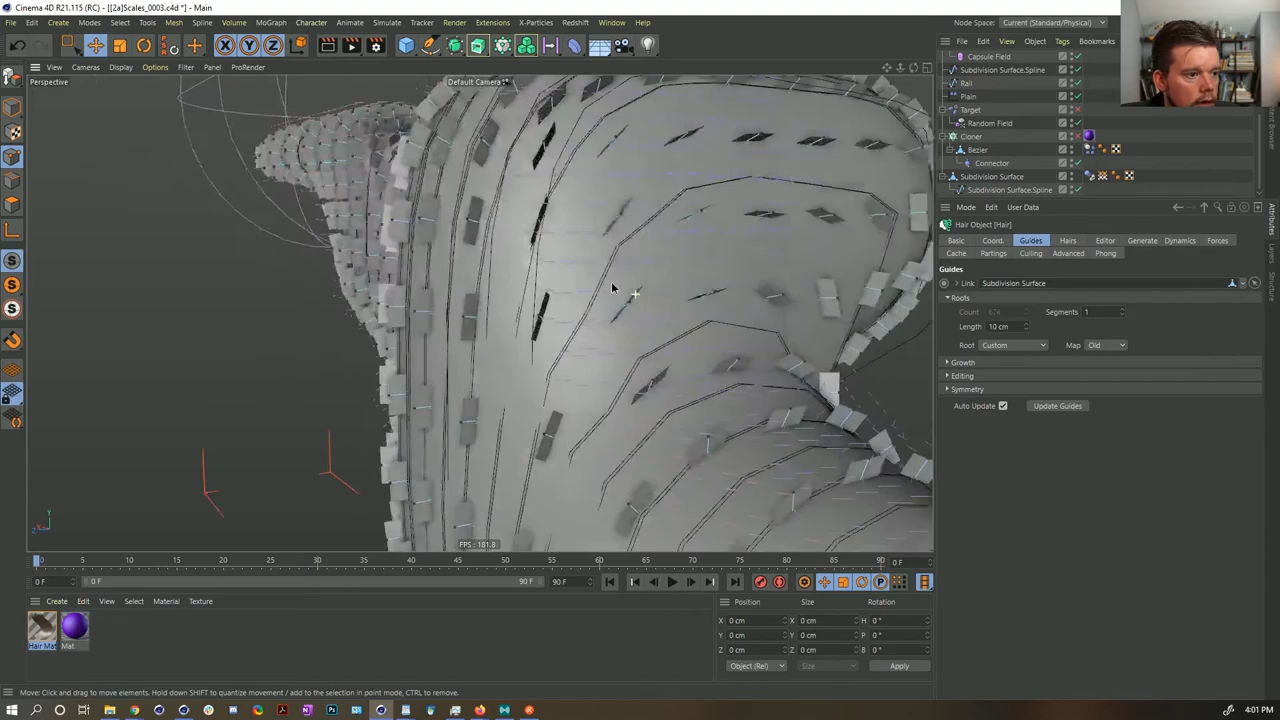 Cinema 4D R21.115 (RC) - [[2a]Scales_0003.c4d *] - Main
File Edit Create Modes Select Tools Mesh Spline Volume MoGraph Character Animate Simulate Tracker Render Extensions X-Particles Redshift Window Help
Node Space: Current (Standard/Physical)
View Cameras Display Options Filter Panel ProRender
File Edit View Object Tags Bookmarks
Perspective
Default Camera
Capsule Field
Subdivision Surface.Spline
Rail
Plain
Target
Random Field
Cloner
Bezier
Connector
Subdivision Surface
Subdivision Surface.Spline
Mode Edit User Data
Attributes
Layers
Structure
Hair Object [Hair]
Basic Coord. Guides Hairs Editor Generate Dynamics Forces
Cache Partings Culling Advanced Phong
Guides
Link Subdivision Surface
Roots
Count 674 Segments 1
Length 10 cm
Root Custom Map Old
Growth
Editing
Symmetry
Auto Update Update Guides
X Y Z
S
S
S
FPS : 181.8
0 5 10 15 20 25 30 35 40 45 50 55 60 65 70 75 80 85 90 0 F
0 F 0 F 90 F 90 F
P
Create Edit View Select Material Texture
Hair Mat Mat
Position Size Rotation
X 0 cm X 0 cm H 0 °
Y 0 cm Y 0 cm P 0 °
Z 0 cm Z 0 cm B 0 °
Object (Rel) Size Apply
Move: Click and drag to move elements. Hold down SHIFT to quantize movement / add to the selection in point mode, CTRL to remove.
4:01 PM